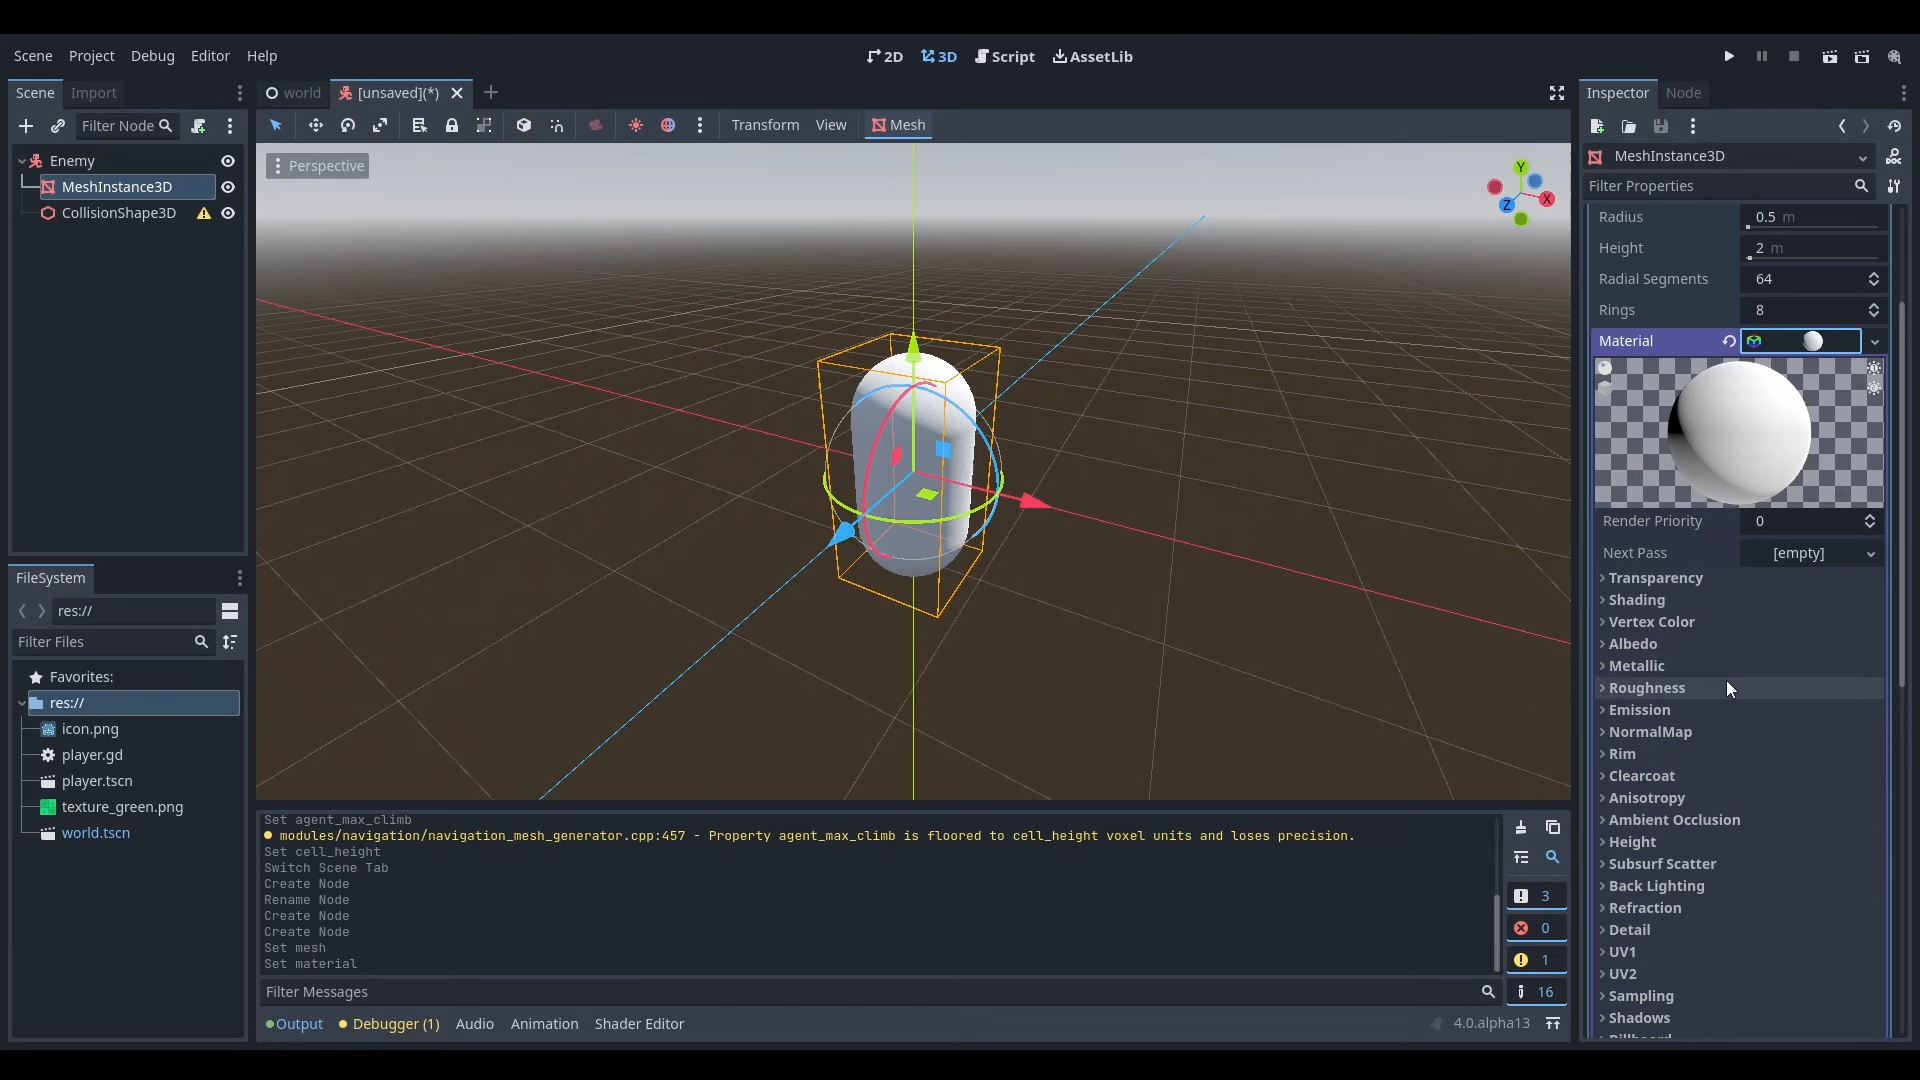 Scene Project Debug Editor Help
2D 3D Script AssetLib
Scene Import
world [unsaved](*)
Inspector Node
Filter Node
Transform View Mesh
Enemy
MeshInstance3D
CollisionShape3D
Perspective
Y
X
Z
MeshInstance3D
Filter Properties
Radius 0.5 m
Height 2 m
Radial Segments 64
Rings 8
Material
Render Priority 0
Next Pass [empty]
Transparency
Shading
Vertex Color
Albedo
Metallic
Roughness
Emission
NormalMap
Rim
Clearcoat
Anisotropy
Ambient Occlusion
Height
Subsurf Scatter
Back Lighting
Refraction
Detail
UV1
UV2
Sampling
Shadows
Billboard
FileSystem
res://
Filter Files
Favorites:
res://
icon.png
player.gd
player.tscn
texture_green.png
world.tscn
Set agent_max_climb
modules/navigation/navigation_mesh_generator.cpp:457 - Property agent_max_climb is floored to cell_height voxel units and loses precision.
Set cell_height
Switch Scene Tab
Create Node
Rename Node
Create Node
Create Node
Set mesh
Set material
3
0
1
16
Filter Messages
Output Debugger (1) Audio Animation Shader Editor
4.0.alpha13